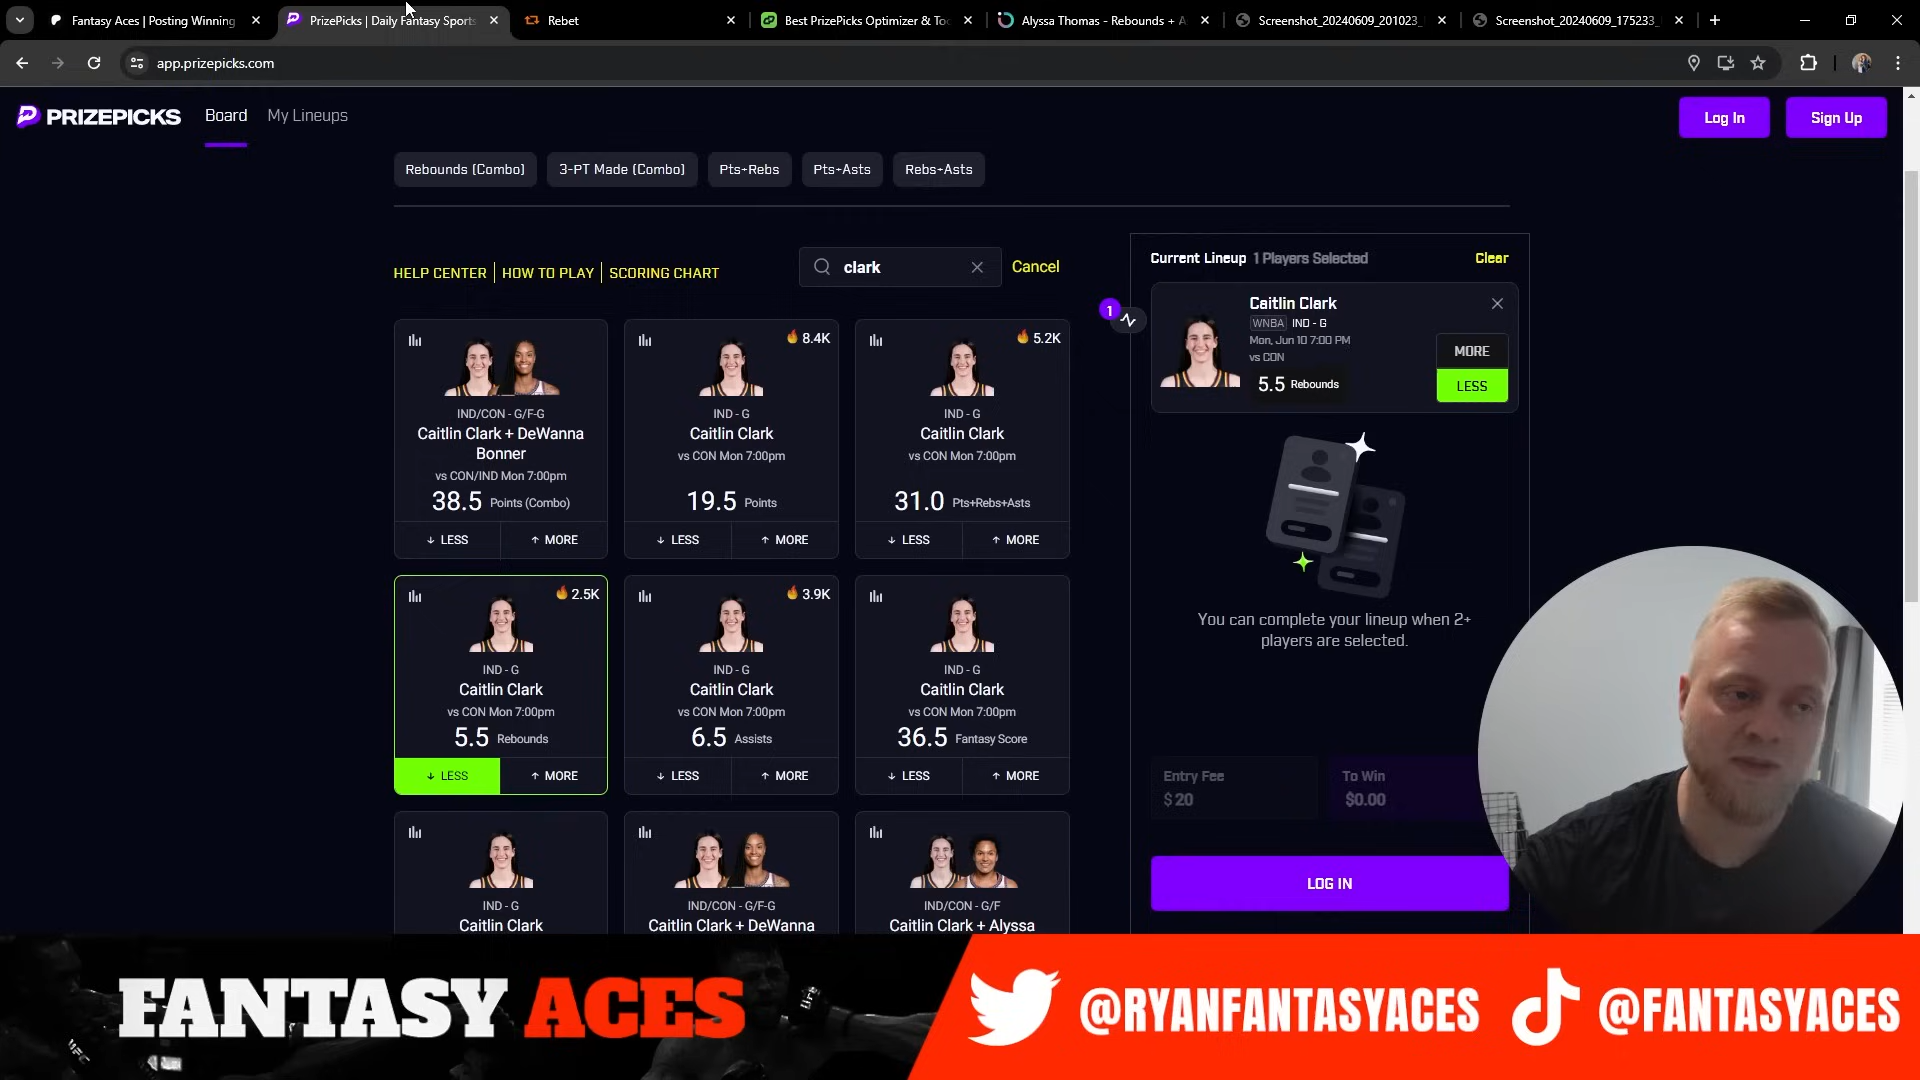 Fantasy Aces | Posting Winning
PrizePicks | Daily Fantasy Sports
Rebet
Best PrizePicks Optimizer & Too
Alyssa Thomas - Rebounds + A
Screenshot_20240609_201023_
Screenshot_20240609_175233_
app.prizepicks.com
PRIZEPICKS
Board
My Lineups
Log In
Sign Up
Rebounds (Combo)
3-PT Made (Combo)
Pts+Rebs
Pts+Asts
Rebs+Asts
HELP CENTER
HOW TO PLAY
SCORING CHART
clark
Cancel
IND/CON - G/F-G
Caitlin Clark + DeWanna
Bonner
vs CON/IND Mon 7:00pm
38.5 Points (Combo)
LESS
MORE
8.4K
IND - G
Caitlin Clark
vs CON Mon 7:00pm
19.5 Points
LESS
MORE
5.2K
IND - G
Caitlin Clark
vs CON Mon 7:00pm
31.0 Pts+Rebs+Asts
LESS
MORE
2.5K
IND - G
Caitlin Clark
vs CON Mon 7:00pm
5.5 Rebounds
LESS
MORE
3.9K
IND - G
Caitlin Clark
vs CON Mon 7:00pm
6.5 Assists
LESS
MORE
IND - G
Caitlin Clark
vs CON Mon 7:00pm
36.5 Fantasy Score
LESS
MORE
IND - G
Caitlin Clark
IND/CON - G/F-G
Caitlin Clark + DeWanna
IND/CON - G/F
Caitlin Clark + Alyssa
Current Lineup 1 Players Selected
Clear
1
Caitlin Clark
WNBA IND - G
Mon, Jun 10 7:00 PM
vs CON
5.5 Rebounds
MORE
LESS
You can complete your lineup when 2+
players are selected.
Entry Fee
$ 20
To Win
$0.00
LOG IN
FANTASY ACES
@RYANFANTASYACES
@FANTASYACES